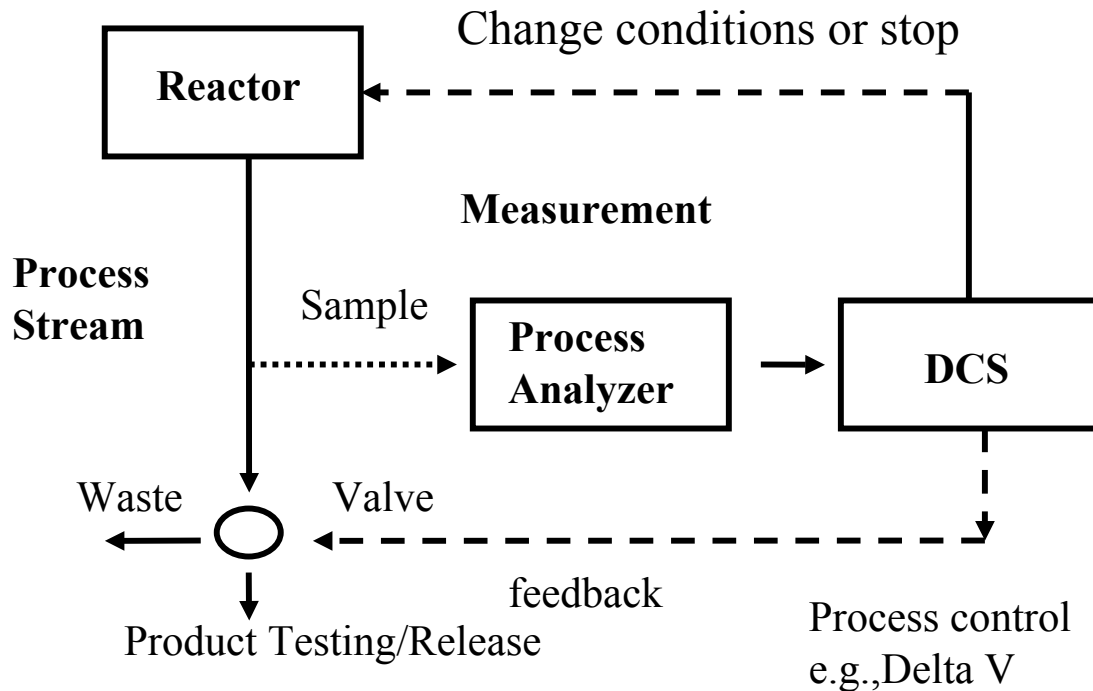 Change conditions or stop
Reactor
Measurement
Process
Stream
Sample
Process
Analyzer
DCS
Waste
Valve
feedback
Product Testing/Release
Process control
e.g.,Delta V